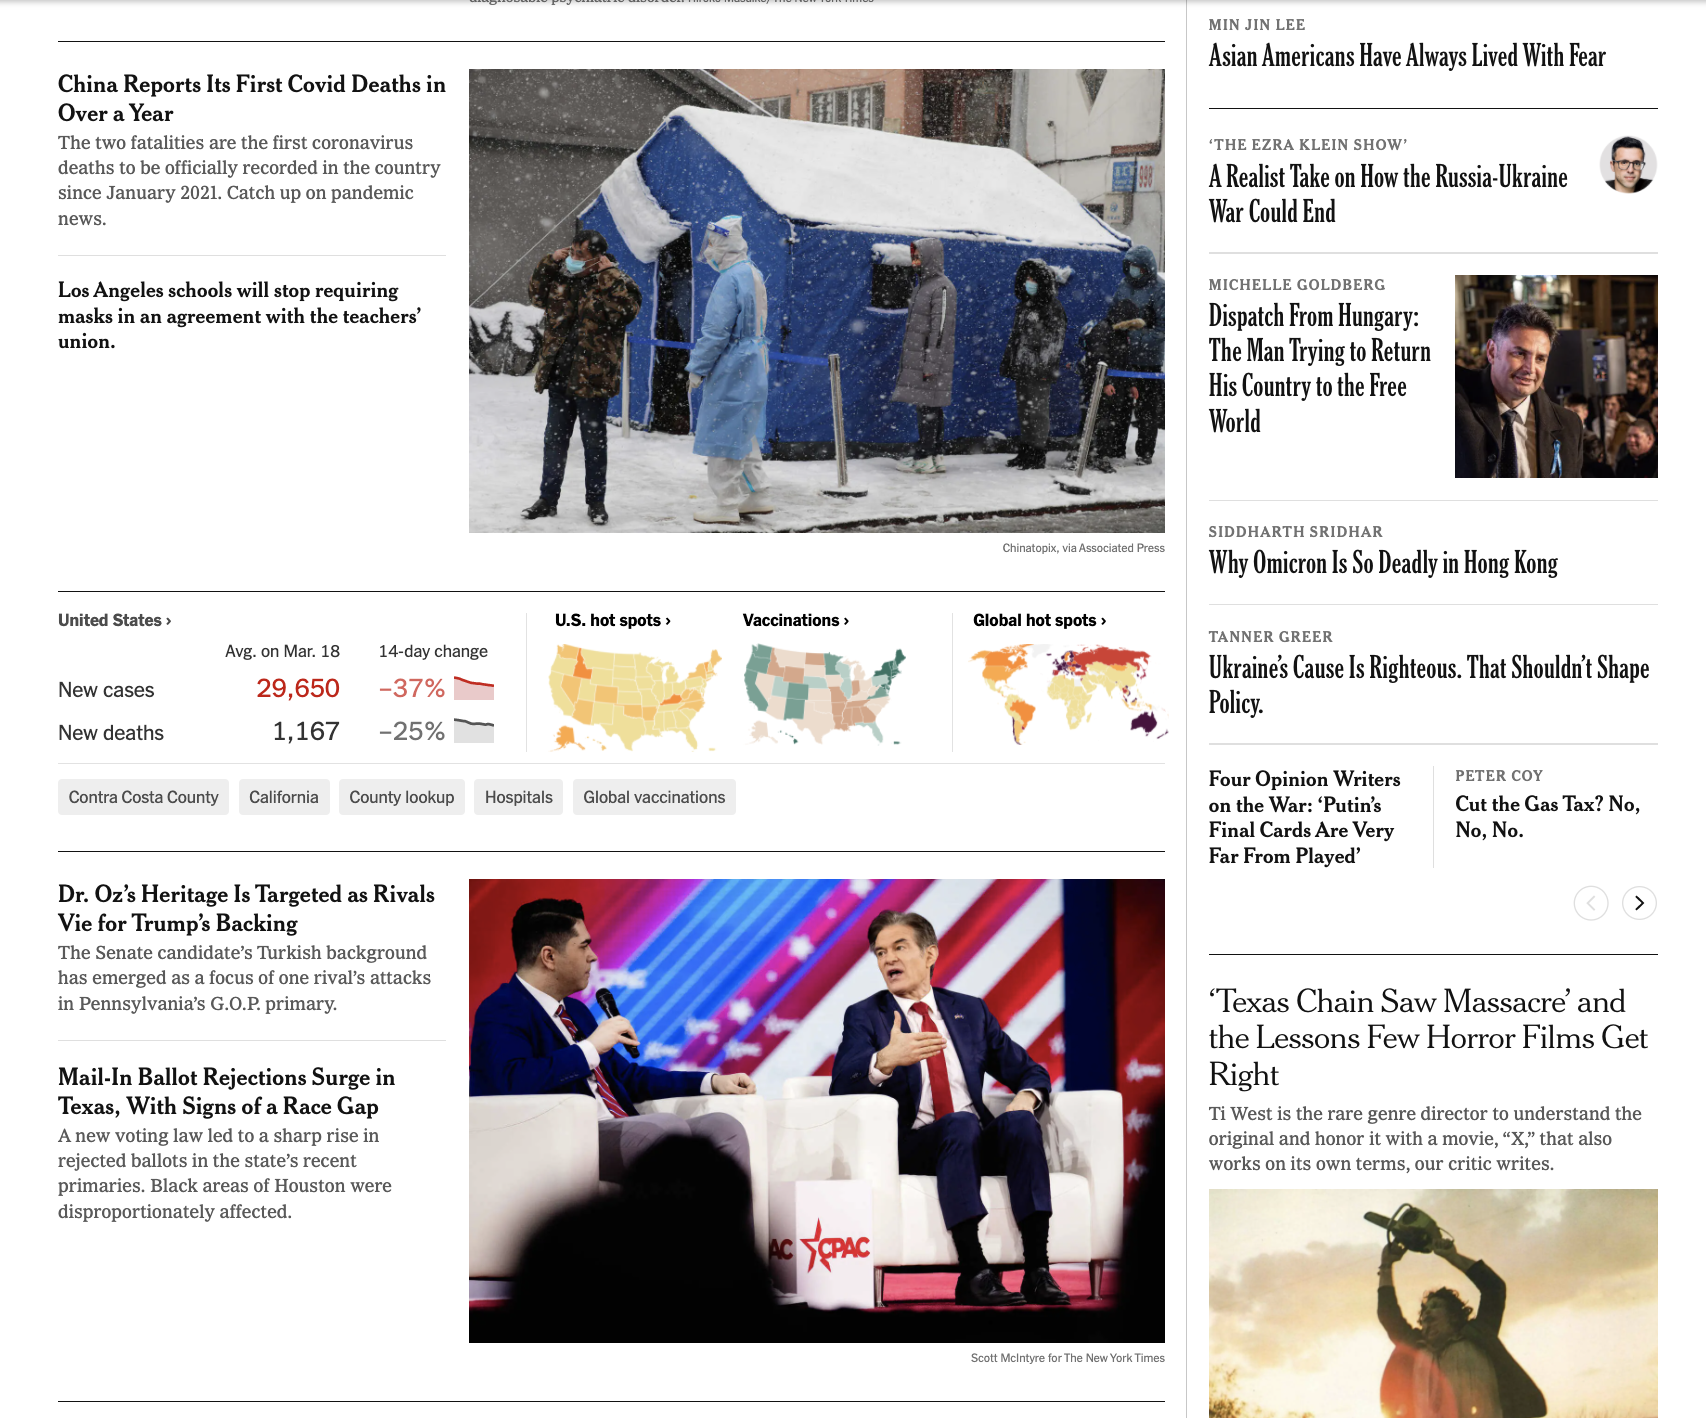 diagnosable psychiatric disorder. Hiroko Masuike/The New York Times
China Reports Its First Covid Deaths in
Over a Year
The two fatalities are the first coronavirus
deaths to be officially recorded in the country
since January 2021. Catch up on pandemic
news.
Los Angeles schools will stop requiring
masks in an agreement with the teachers’
union.
Chinatopix, via Associated Press
United States ›
Avg. on Mar. 18 14-day change
New cases 29,650 –37%
New deaths 1,167 –25%
U.S. hot spots ›
Vaccinations ›
Global hot spots ›
Contra Costa County California County lookup Hospitals Global vaccinations
Dr. Oz’s Heritage Is Targeted as Rivals
Vie for Trump’s Backing
The Senate candidate’s Turkish background
has emerged as a focus of one rival’s attacks
in Pennsylvania’s G.O.P. primary.
Mail-In Ballot Rejections Surge in
Texas, With Signs of a Race Gap
A new voting law led to a sharp rise in
rejected ballots in the state’s recent
primaries. Black areas of Houston were
disproportionately affected.
CPAC
AC CPAC
Scott McIntyre for The New York Times
MIN JIN LEE
Asian Americans Have Always Lived With Fear
‘THE EZRA KLEIN SHOW’
A Realist Take on How the Russia-Ukraine
War Could End
MICHELLE GOLDBERG
Dispatch From Hungary:
The Man Trying to Return
His Country to the Free
World
SIDDHARTH SRIDHAR
Why Omicron Is So Deadly in Hong Kong
TANNER GREER
Ukraine’s Cause Is Righteous. That Shouldn’t Shape
Policy.
Four Opinion Writers
on the War: ‘Putin’s
Final Cards Are Very
Far From Played’
PETER COY
Cut the Gas Tax? No,
No, No.
‘Texas Chain Saw Massacre’ and
the Lessons Few Horror Films Get
Right
Ti West is the rare genre director to understand the
original and honor it with a movie, “X,” that also
works on its own terms, our critic writes.